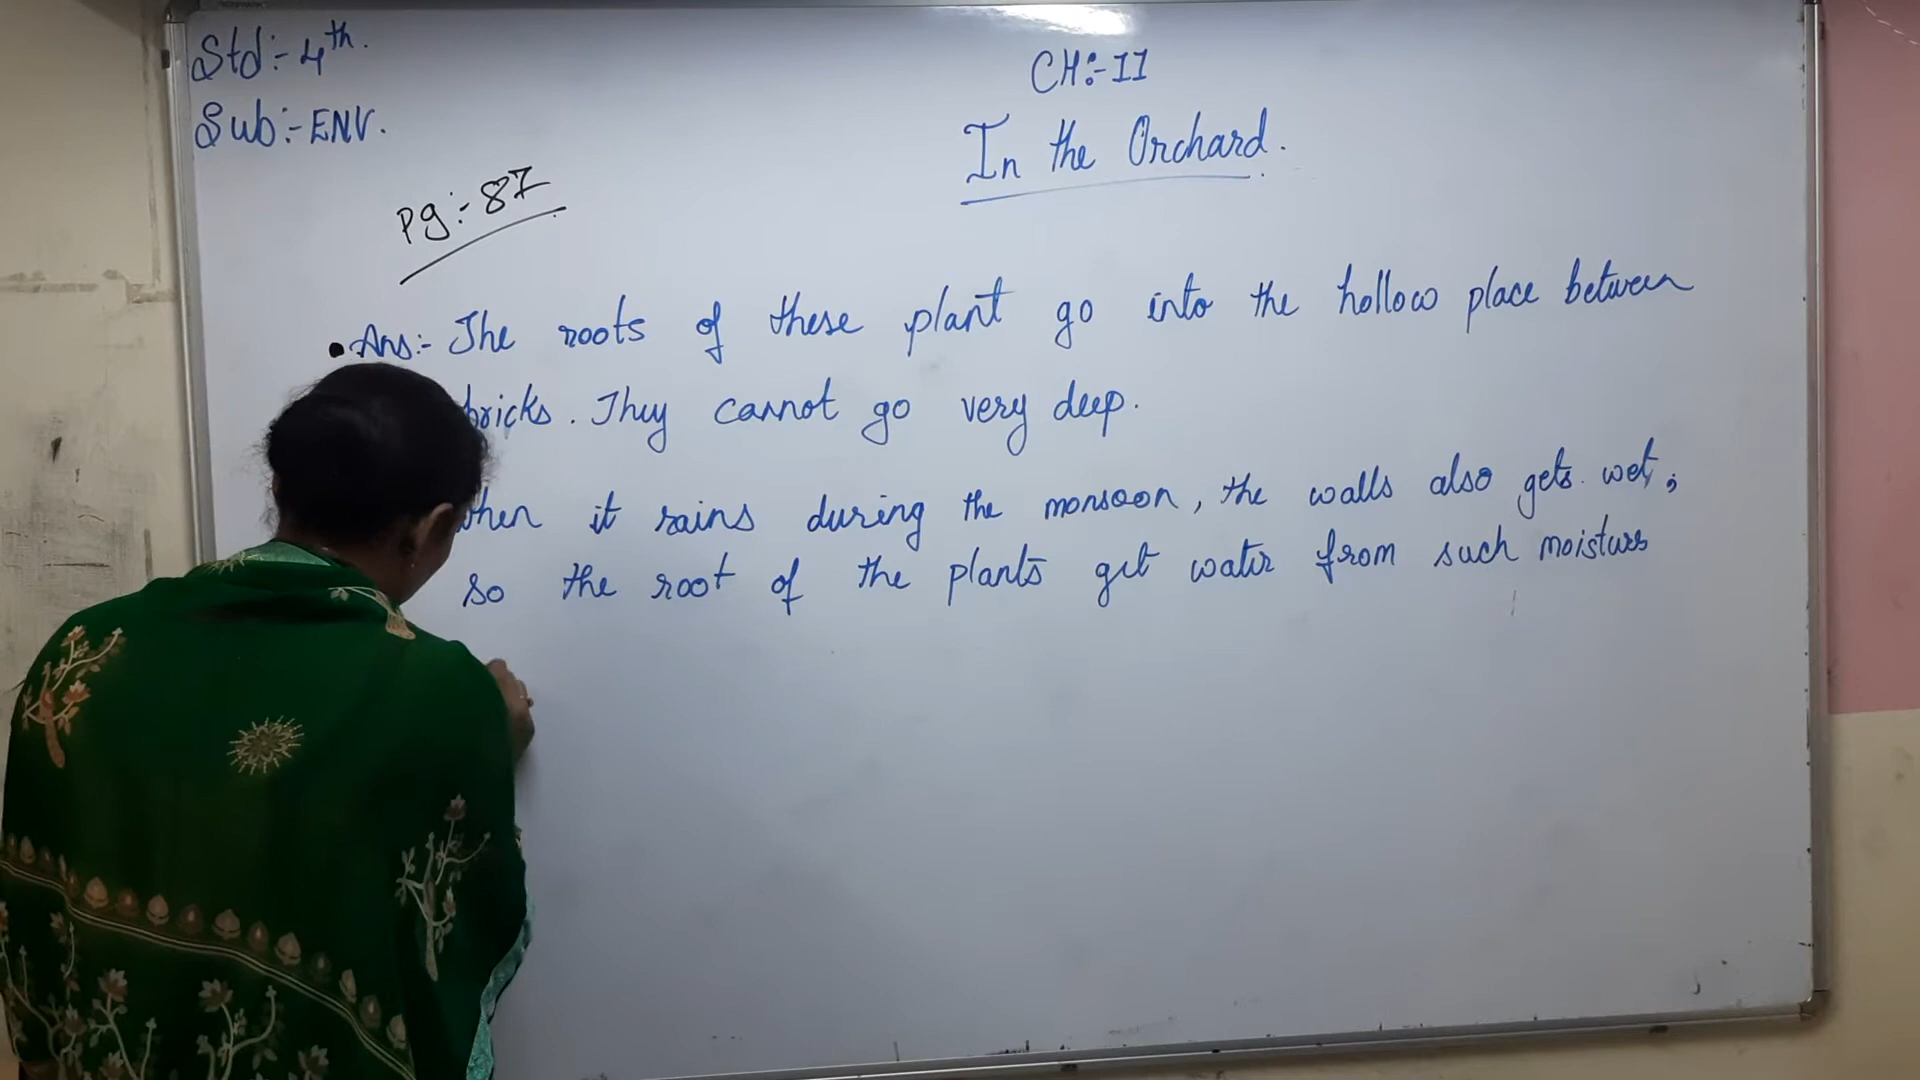 Std:- 4th.
Sub:- ENV.
CH:- II
In the Orchard.
Pg:- 87
• Ans:- The roots of these plant go into the hollow place between
bricks. They cannot go very deep.
when it rains during the monsoon, the walls also gets wet;
so the root of the plants get water from such moisture